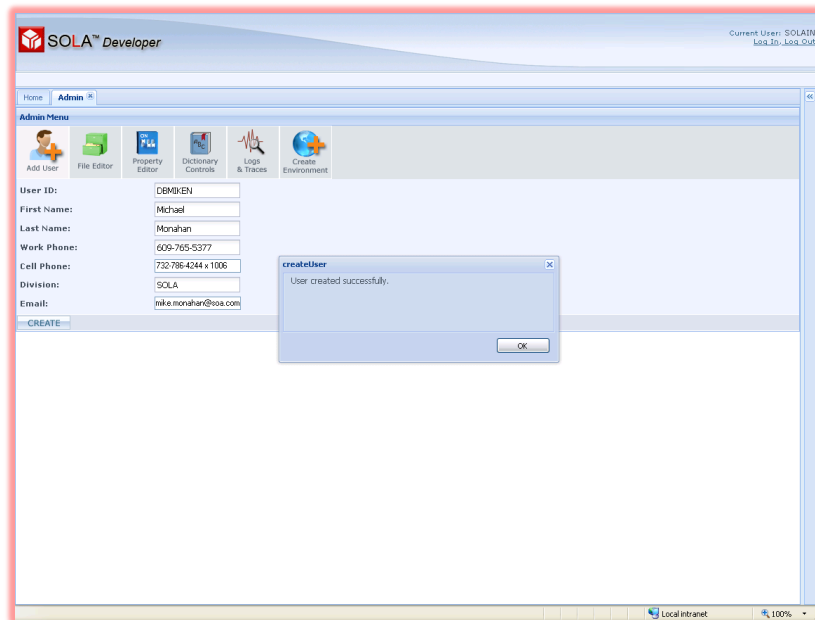 SOLA™ Developer
Current User: SOLAIN
Log In, Log Out
Home Admin
Admin Menu
Add User
File Editor
ON
Property Editor
ABC
Dictionary Controls
Logs & Traces
Create Environment
User ID: DBMIKEN
First Name: Michael
Last Name: Monahan
Work Phone: 609-765-5377
Cell Phone: 732-786-4244 x 1006
Division: SOLA
Email: mike.monahan@soa.com
CREATE
createUser
User created successfully.
OK
Local intranet 100%